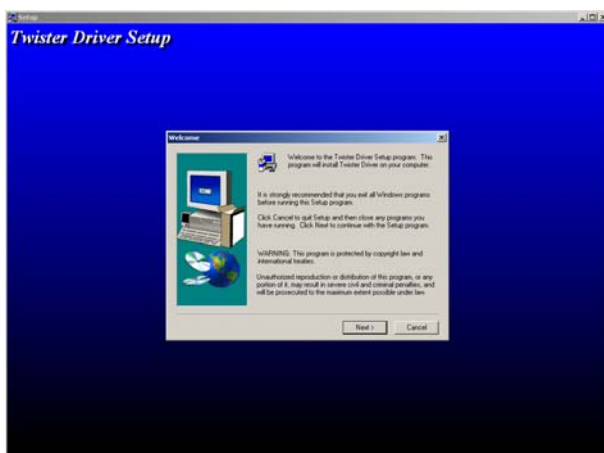 Setup
Twister Driver Setup
Welcome
Welcome to the Twister Driver Setup program. This
program will install Twister Driver on your computer.
It is strongly recommended that you exit all Windows programs
before running this Setup program.
Click Cancel to quit Setup and then close any programs you
have running. Click Next to continue with the Setup program.
WARNING: This program is protected by copyright law and
international treaties.
Unauthorized reproduction or distribution of this program, or any
portion of it, may result in severe civil and criminal penalties, and
will be prosecuted to the maximum extent possible under law.
Next >
Cancel